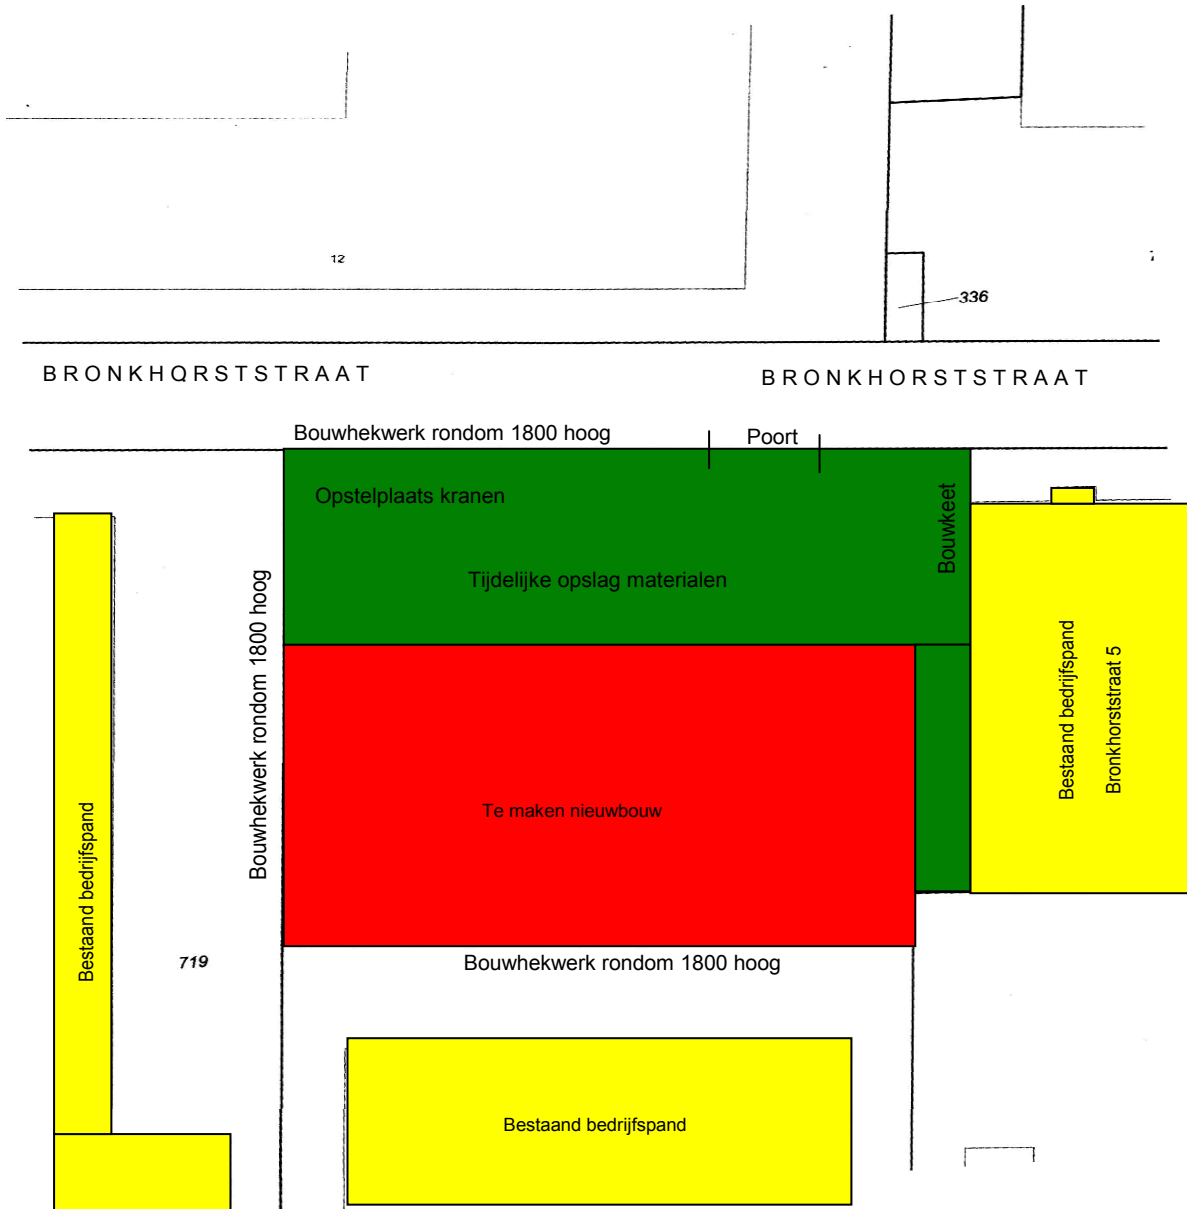 12
336
BRONKHQRSTSTRAAT
BRONKHORSTSTRAAT
Bouwhekwerk rondom 1800 hoog
Poort
Opstelplaats kranen
Bouwkeet
Tijdelijke opslag materialen
Bouwhekwerk rondom 1800 hoog
Bestaand bedrijfspand
Bronkhorststraat 5
Te maken nieuwbouw
Bestaand bedrijfspand
719
Bouwhekwerk rondom 1800 hoog
Bestaand bedrijfspand